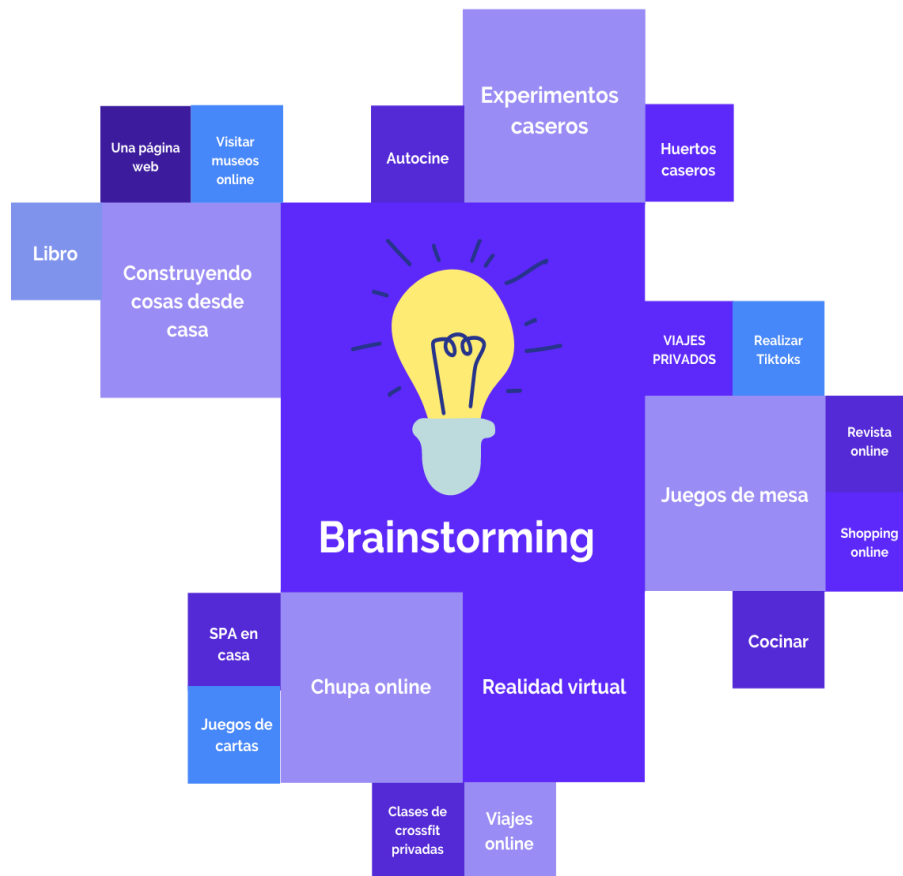 Experimentos
caseros
Autocine
Huertos
caseros
Una página
web
Visitar
museos
online
Libro
Construyendo
cosas desde
casa
VIAJES
PRIVADOS
Realizar
Tiktoks
Revista
online
Juegos de mesa
Shopping
online
Brainstorming
SPA en
casa
Cocinar
Chupa online
Realidad virtual
Juegos de
cartas
Clases de
crossfit
privadas
Viajes
online